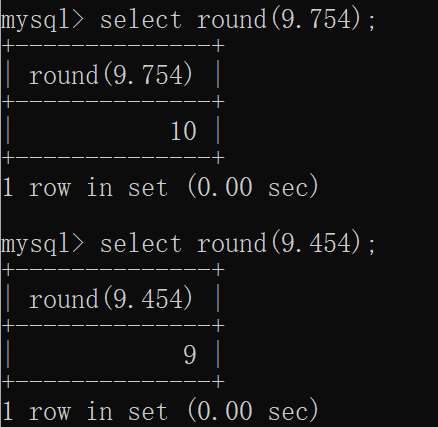 mysql> select round(9.754);
+--------------+
| round(9.754) |
+--------------+
|           10 |
+--------------+
1 row in set (0.00 sec)
mysql> select round(9.454);
+--------------+
| round(9.454) |
+--------------+
|            9 |
+--------------+
1 row in set (0.00 sec)